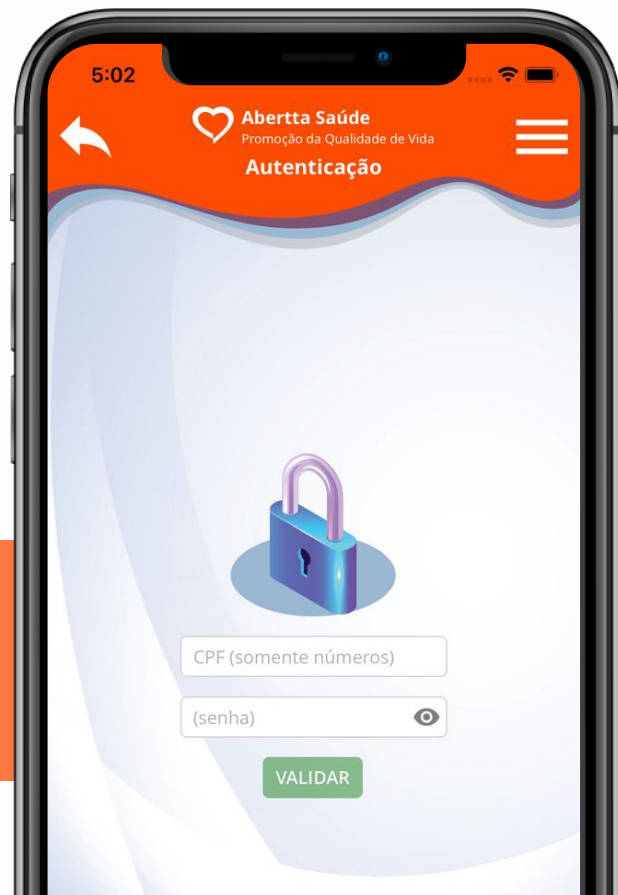 5:02
Abertta Saúde
Promoção da Qualidade de Vida
Autenticação
CPF (somente números)
(senha)
VALIDAR